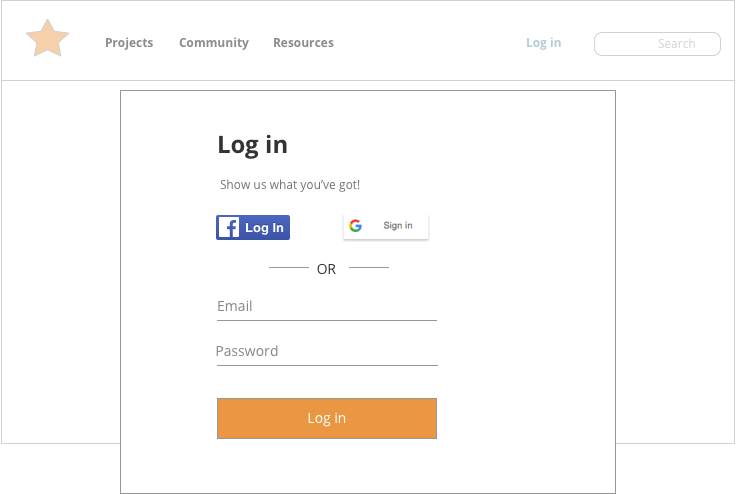 Projects Community Resources Log in Search
Log in
Show us what you've got!
Log In Sign in
OR
Email
Password
Log in